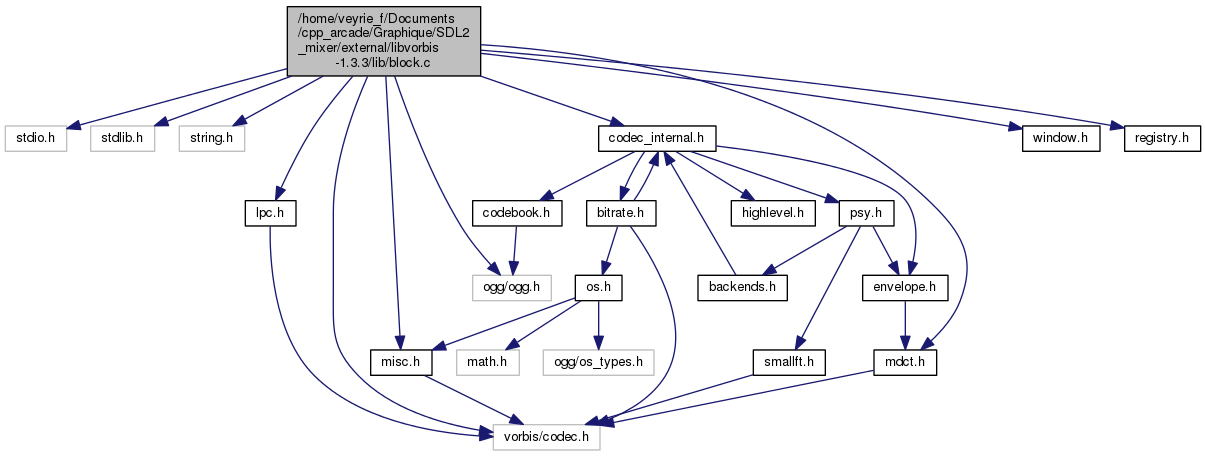 /home/veyrie_f/Documents
/cpp_arcade/Graphique/SDL2
_mixer/external/libvorbis
-1.3.3/lib/block.c
stdio.h
stdlib.h
string.h
codec_internal.h
window.h
registry.h
lpc.h
codebook.h
bitrate.h
highlevel.h
psy.h
ogg/ogg.h
os.h
backends.h
envelope.h
misc.h
math.h
ogg/os_types.h
smallft.h
mdct.h
vorbis/codec.h